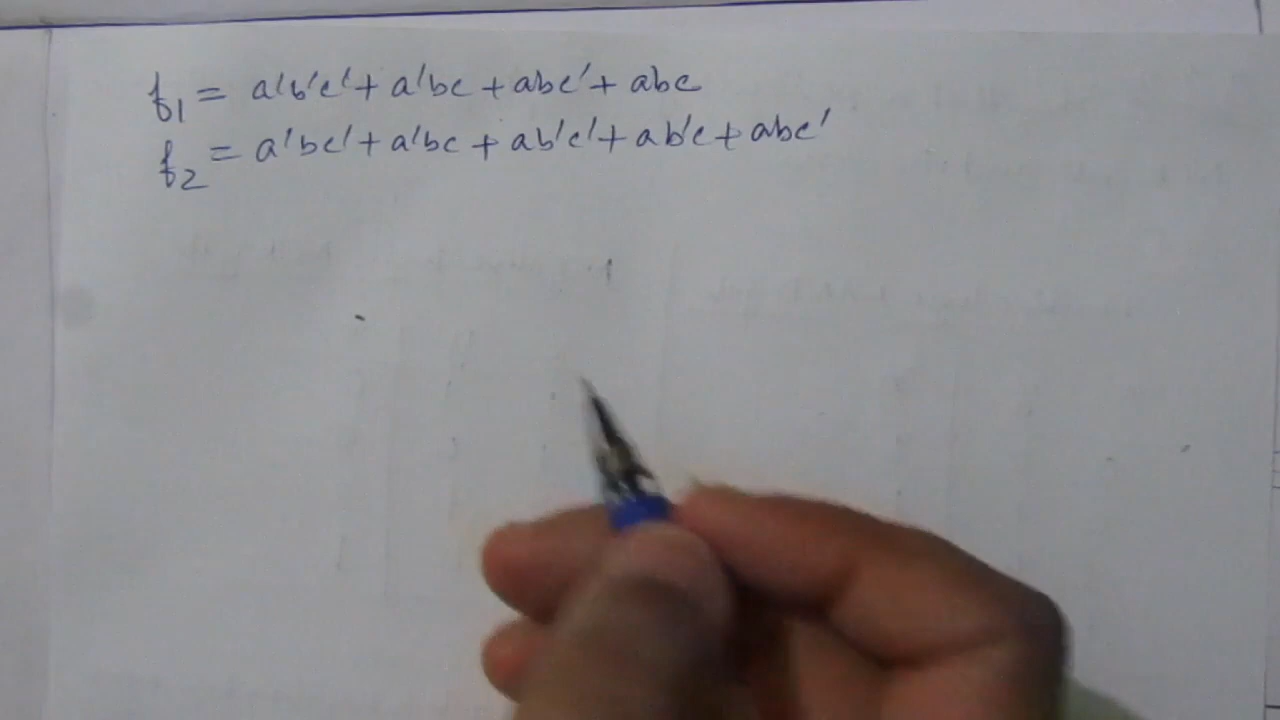 f₁ = a'b'c' + a'bc + abc' + abc
f₂ = a'bc' + a'bc + ab'c' + ab'c + abc'